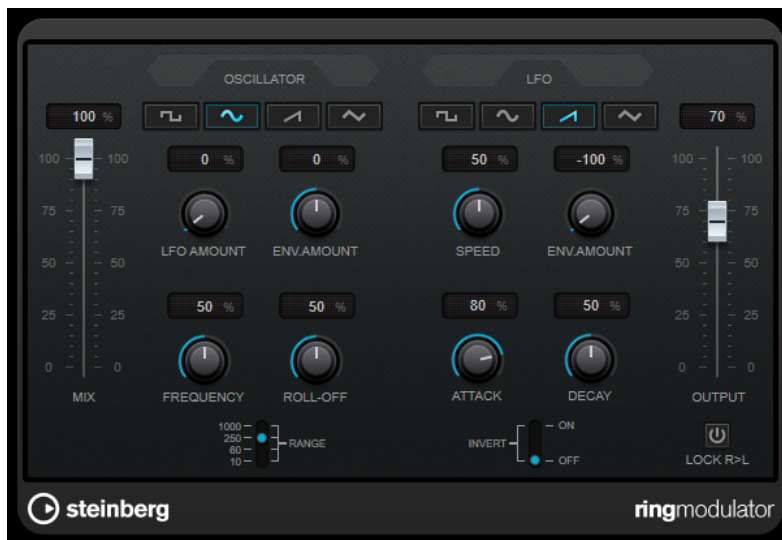 OSCILLATOR
LFO
100 %
70 %
0 %
0 %
50 %
-100 %
100 100
75 75
50 50
25 25
0 0
100 100
75 75
50 50
25 25
0 0
LFO AMOUNT
ENV.AMOUNT
SPEED
ENV.AMOUNT
50 %
50 %
80 %
50 %
MIX
FREQUENCY
ROLL-OFF
ATTACK
DECAY
OUTPUT
1000
250
60
10
RANGE
INVERT
ON
OFF
LOCK R>L
steinberg
ringmodulator